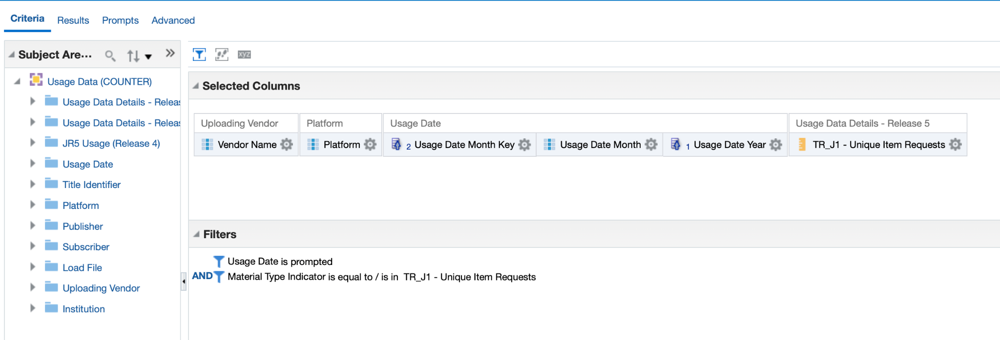 Criteria Results Prompts Advanced
Subject Are...
xyz
Usage Data (COUNTER)
Usage Data Details - Releas
Usage Data Details - Releas
JR5 Usage (Release 4)
Usage Date
Title Identifier
Platform
Publisher
Subscriber
Load File
Uploading Vendor
Institution
Selected Columns
Uploading Vendor Platform Usage Date Usage Data Details - Release 5
Vendor Name Platform 2 Usage Date Month Key Usage Date Month 1 Usage Date Year TR_J1 - Unique Item Requests
Filters
Usage Date is prompted
AND Material Type Indicator is equal to / is in TR_J1 - Unique Item Requests